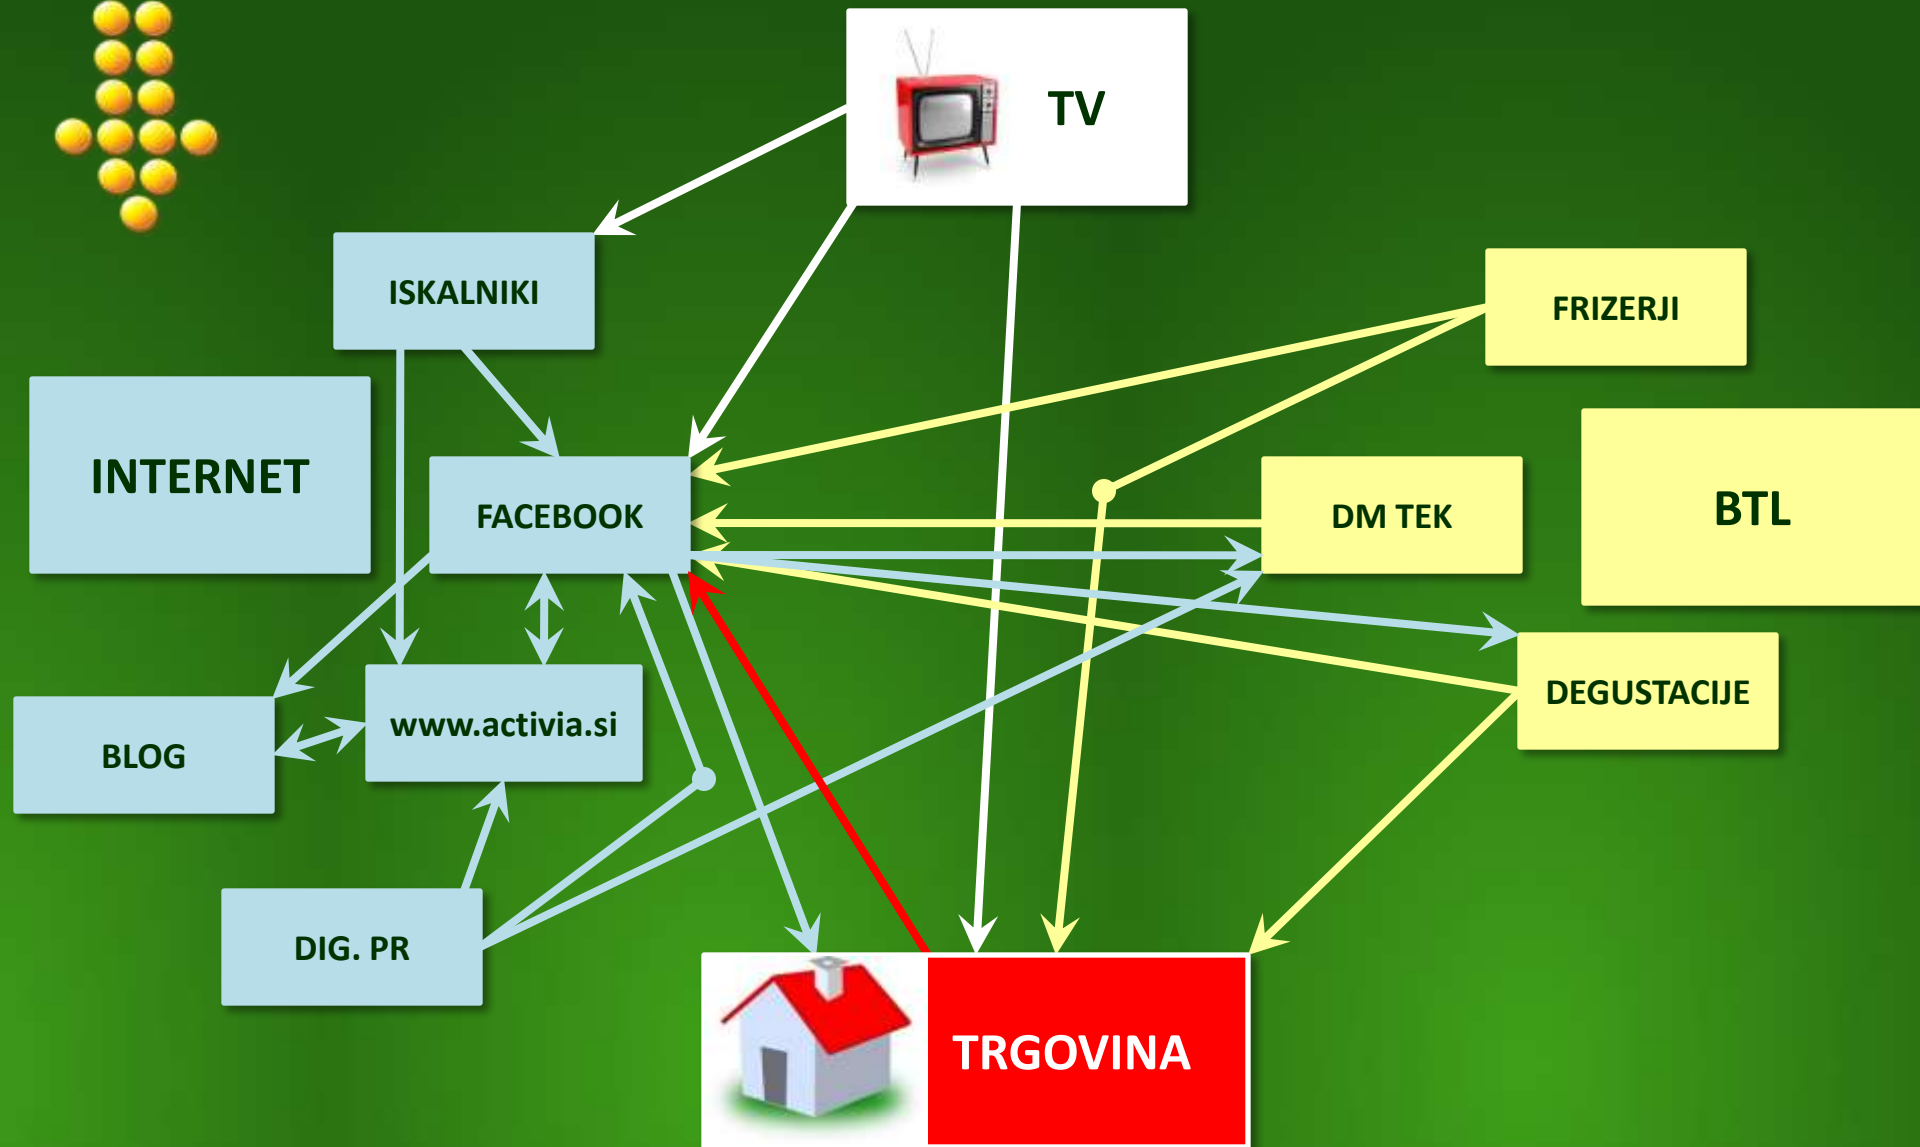 TV
ISKALNIKI
FRIZERJI
INTERNET
FACEBOOK
DM TEK
BTL
www.activia.si
DEGUSTACIJE
BLOG
DIG. PR
TRGOVINA